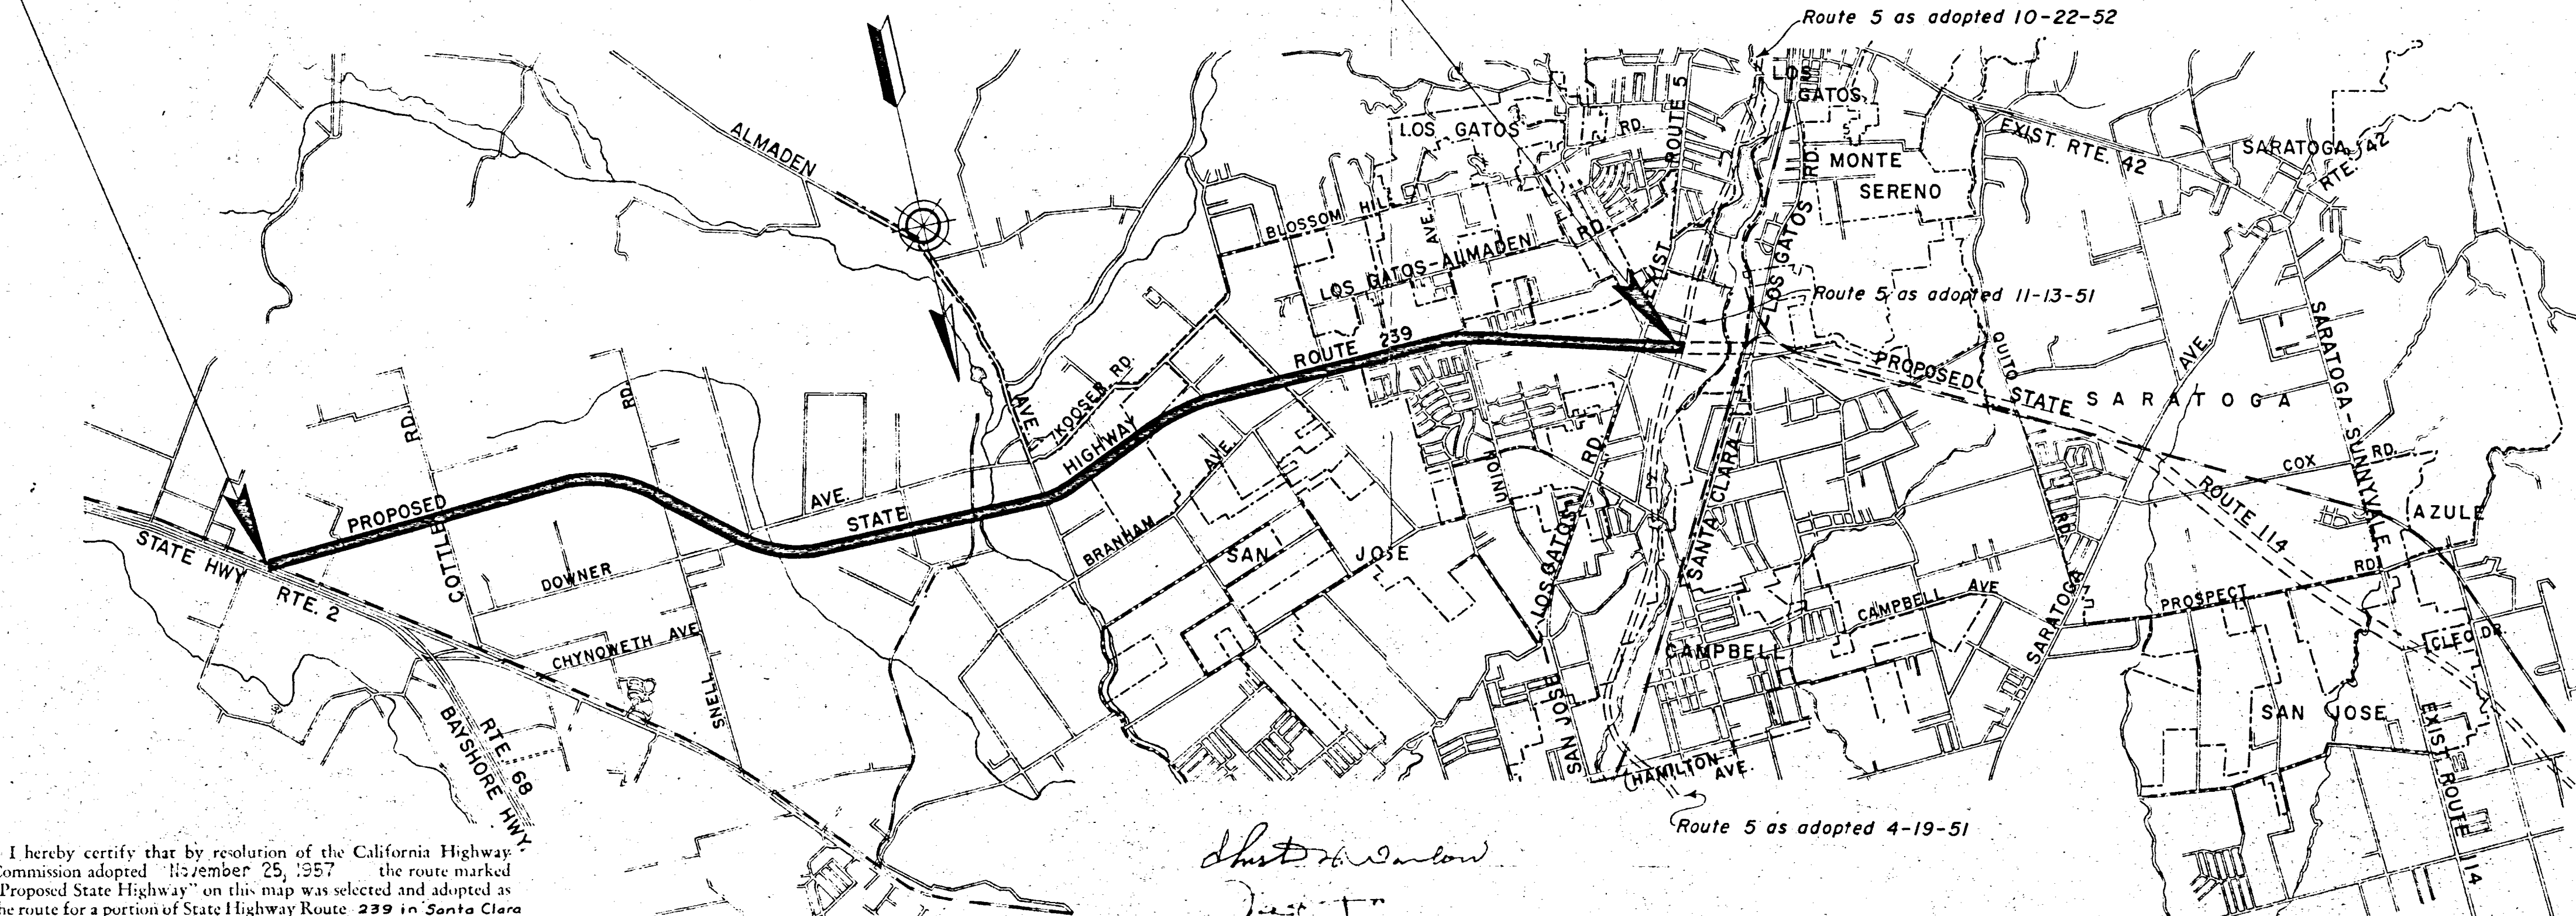 Route 5 as adopted 10-22-52
LOS
GATOS
ALMADEN
LOS GATOS
RD.
ROUTE 5
EXIST. RTE. 42
SARATOGA
RTE. 42
MONTE
SERENO
BLOSSOM HILL
AVE.
LOS GATOS-ALMADEN RD.
EXIST.
LOS GATOS RD.
Route 5 as adopted 11-13-51
ROUTE 239
QUITO
AVE.
SARATOGA-SUNNYVALE
PROPOSED
STATE
SARATOGA
RD.
RD.
AVE.
KOOSER RD.
HIGHWAY
AVE.
UNION
RD.
SANTA CLARA-
COX RD.
ROUTE 114
AZULE
PROPOSED
COTTLE
AVE.
STATE
BRANHAM
SAN JOSE
LOS GATOS
RD.
STATE HWY
RTE. 2
DOWNER
CHYNOWETH AVE
SNELL
CAMPBELL AVE
SARATOGA
PROSPECT
RD.
CLEO DR.
CAMPBELL
SAN JOSE
SAN JOSE
EXIST. ROUTE 114
RTE. 68
BAYSHORE HWY.
HAMILTON AVE.
Route 5 as adopted 4-19-51
I hereby certify that by resolution of the California Highway
Commission adopted November 25, 1957 the route marked
"Proposed State Highway" on this map was selected and adopted as
the route for a portion of State Highway Route 239 in Santa Clara